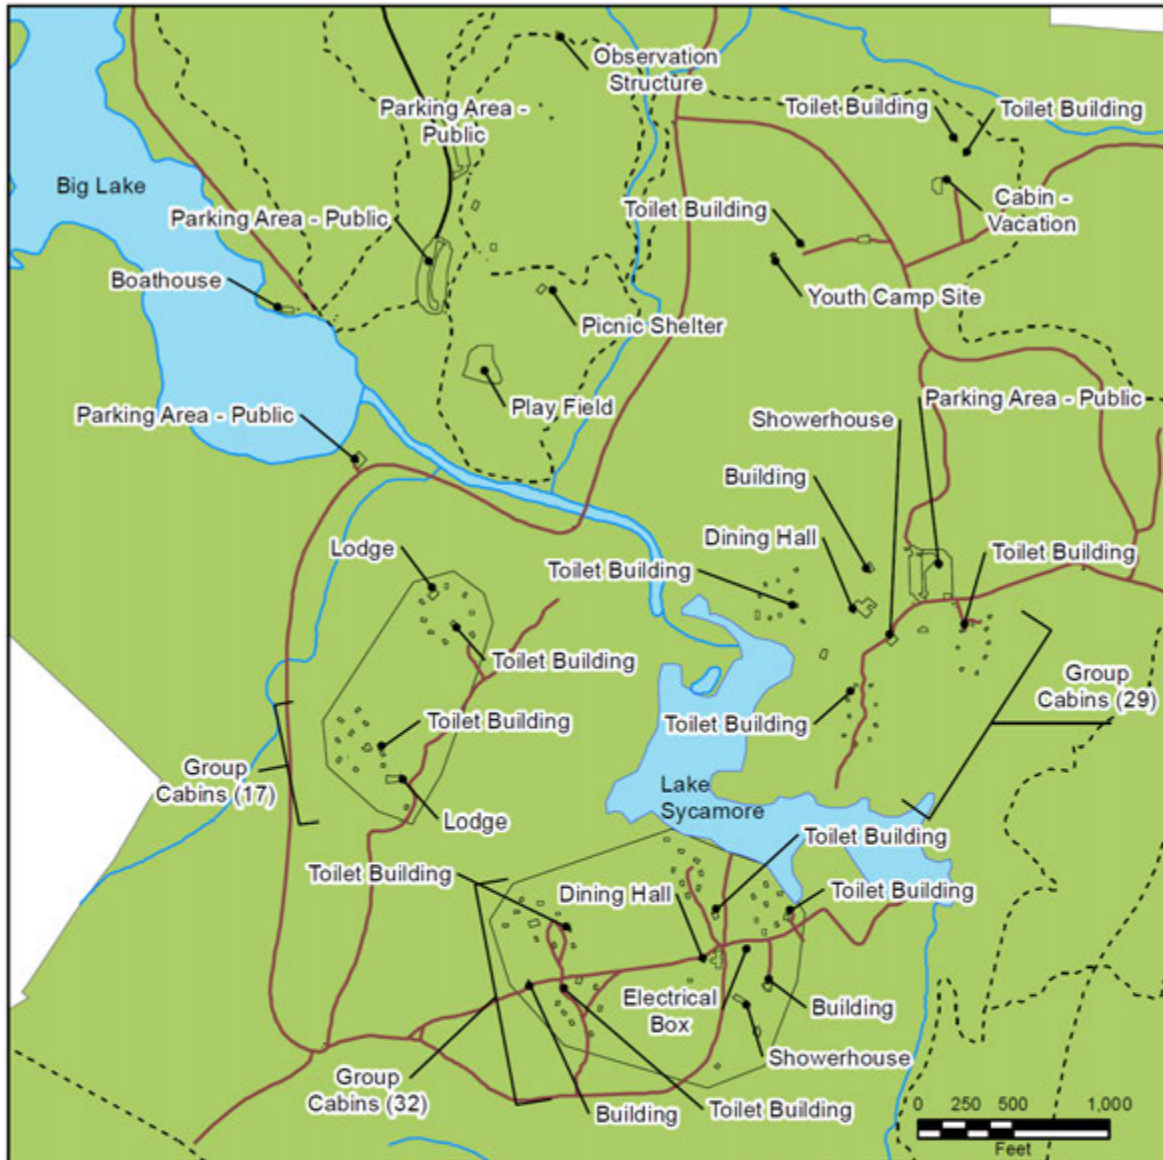 Observation
Structure
Parking Area -
Public
Toilet Building
Toilet Building
Big Lake
Cabin -
Vacation
Parking Area - Public
Toilet Building
Boathouse
Youth Camp Site
Picnic Shelter
Play Field
Parking Area - Public
Parking Area - Public
Showerhouse
Building
Dining Hall
Lodge
Toilet Building
Toilet Building
Toilet Building
Group
Cabins (29)
Toilet Building
Toilet Building
Group
Cabins (17)
Lake
Sycamore
Lodge
Toilet Building
Toilet Building
Dining Hall
Toilet Building
Electrical
Box
Building
Showerhouse
Group
Cabins (32)
Building
Toilet Building
0 250 500 1,000
Feet